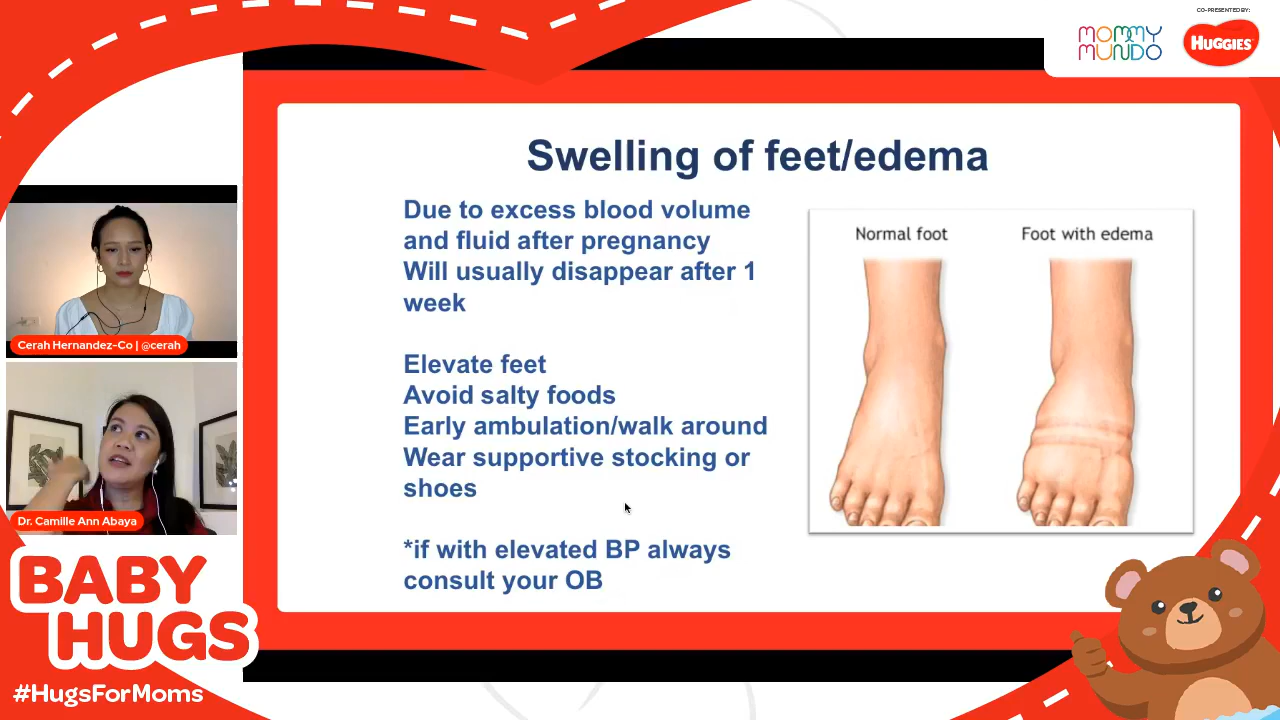 CO-PRESENTED BY:
MOMMY
MUNDO
HUGGIES
Swelling of feet/edema
Due to excess blood volume
and fluid after pregnancy
Will usually disappear after 1
week
Elevate feet
Avoid salty foods
Early ambulation/walk around
Wear supportive stocking or
shoes
*if with elevated BP always
consult your OB
Normal foot
Foot with edema
Cerah Hernandez-Co | @cerah
Dr. Camille Ann Abaya
BABY
HUGS
#HugsForMoms